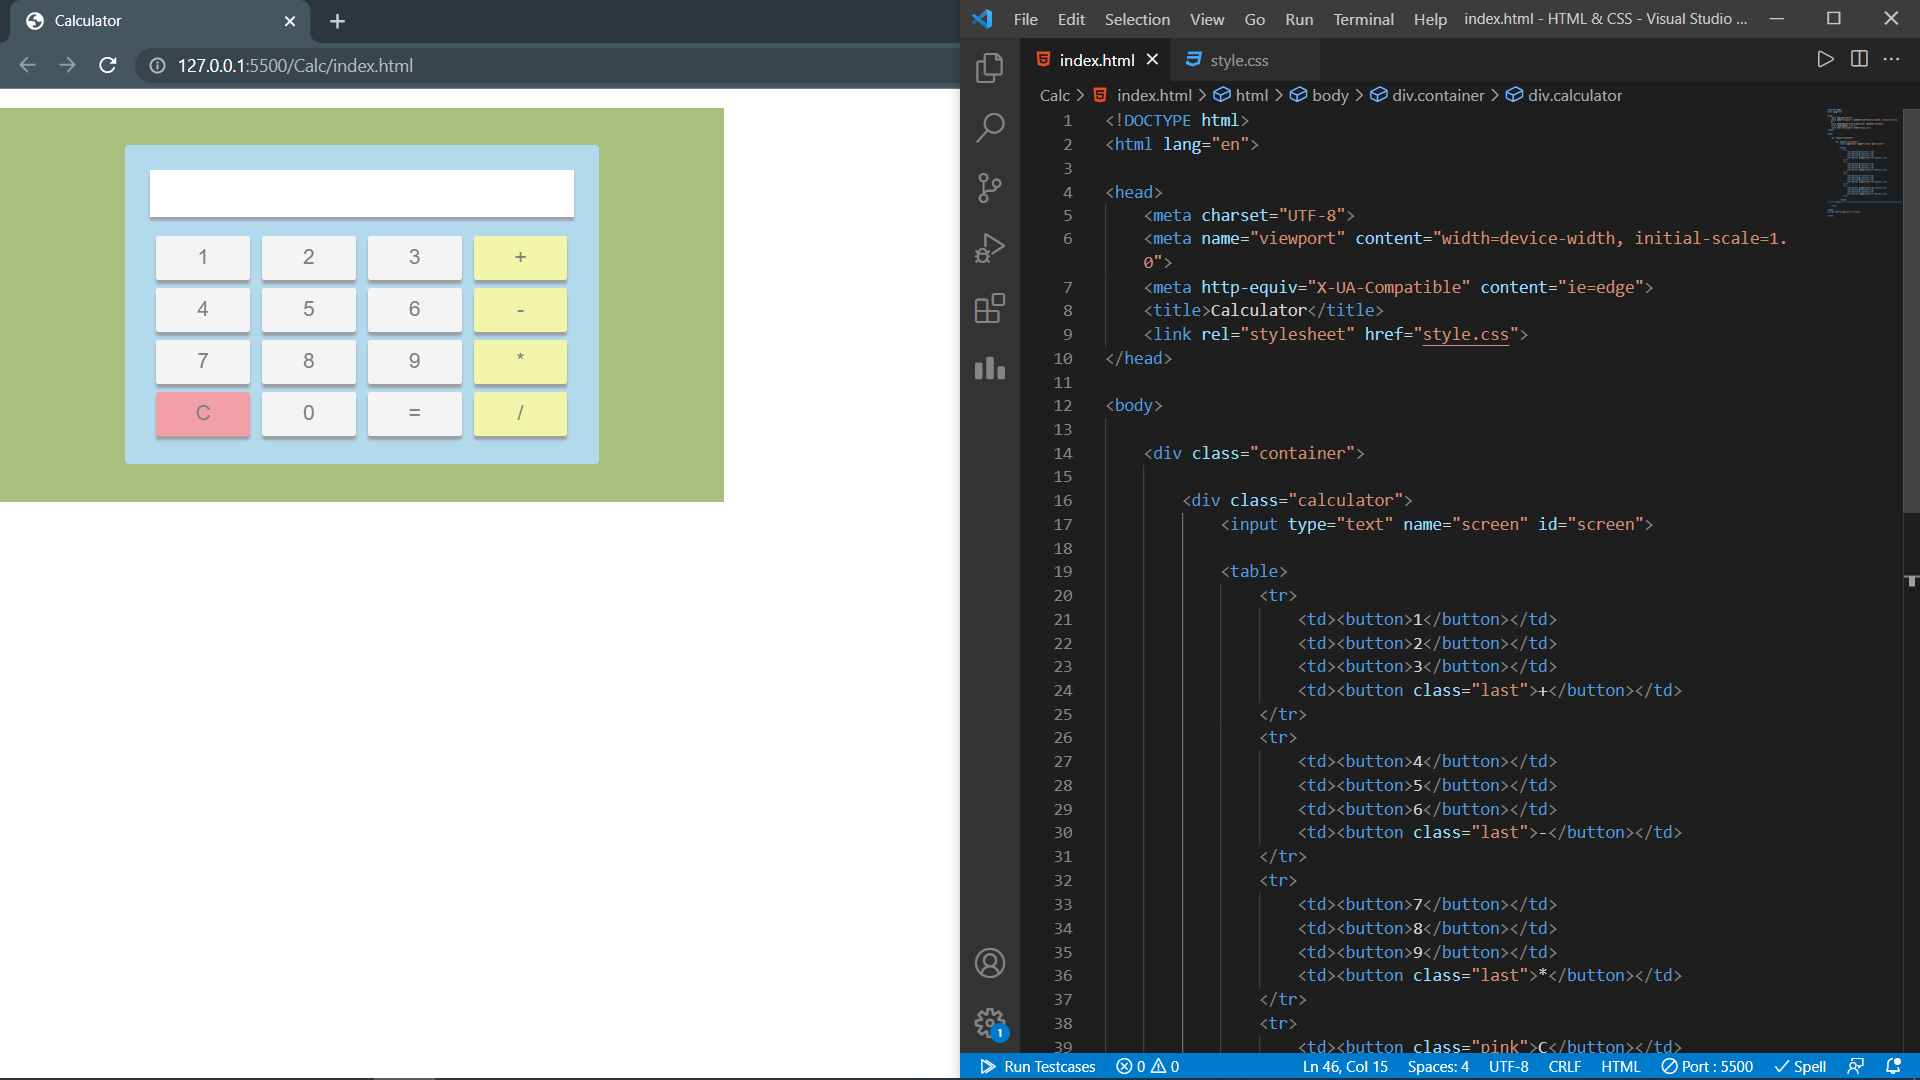 Calculator
127.0.0.1:5500/Calc/index.html
1 2 3 +
4 5 6 -
7 8 9 *
C 0 = /
File Edit Selection View Go Run Terminal Help index.html - HTML & CSS - Visual Studio ...
index.html style.css
Calc > index.html > html > body > div.container > div.calculator
1 <!DOCTYPE html>
2 <html lang="en">
3
4 <head>
5 <meta charset="UTF-8">
6 <meta name="viewport" content="width=device-width, initial-scale=1.
0">
7 <meta http-equiv="X-UA-Compatible" content="ie=edge">
8 <title>Calculator</title>
9 <link rel="stylesheet" href="style.css">
10 </head>
11
12 <body>
13
14 <div class="container">
15
16 <div class="calculator">
17 <input type="text" name="screen" id="screen">
18
19 <table>
20 <tr>
21 <td><button>1</button></td>
22 <td><button>2</button></td>
23 <td><button>3</button></td>
24 <td><button class="last">+</button></td>
25 </tr>
26 <tr>
27 <td><button>4</button></td>
28 <td><button>5</button></td>
29 <td><button>6</button></td>
30 <td><button class="last">-</button></td>
31 </tr>
32 <tr>
33 <td><button>7</button></td>
34 <td><button>8</button></td>
35 <td><button>9</button></td>
36 <td><button class="last">*</button></td>
37 </tr>
38 <tr>
39 <td><button class="pink">C</button></td>
1
Run Testcases 0 0 Ln 46, Col 15 Spaces: 4 UTF-8 CRLF HTML Port : 5500 Spell